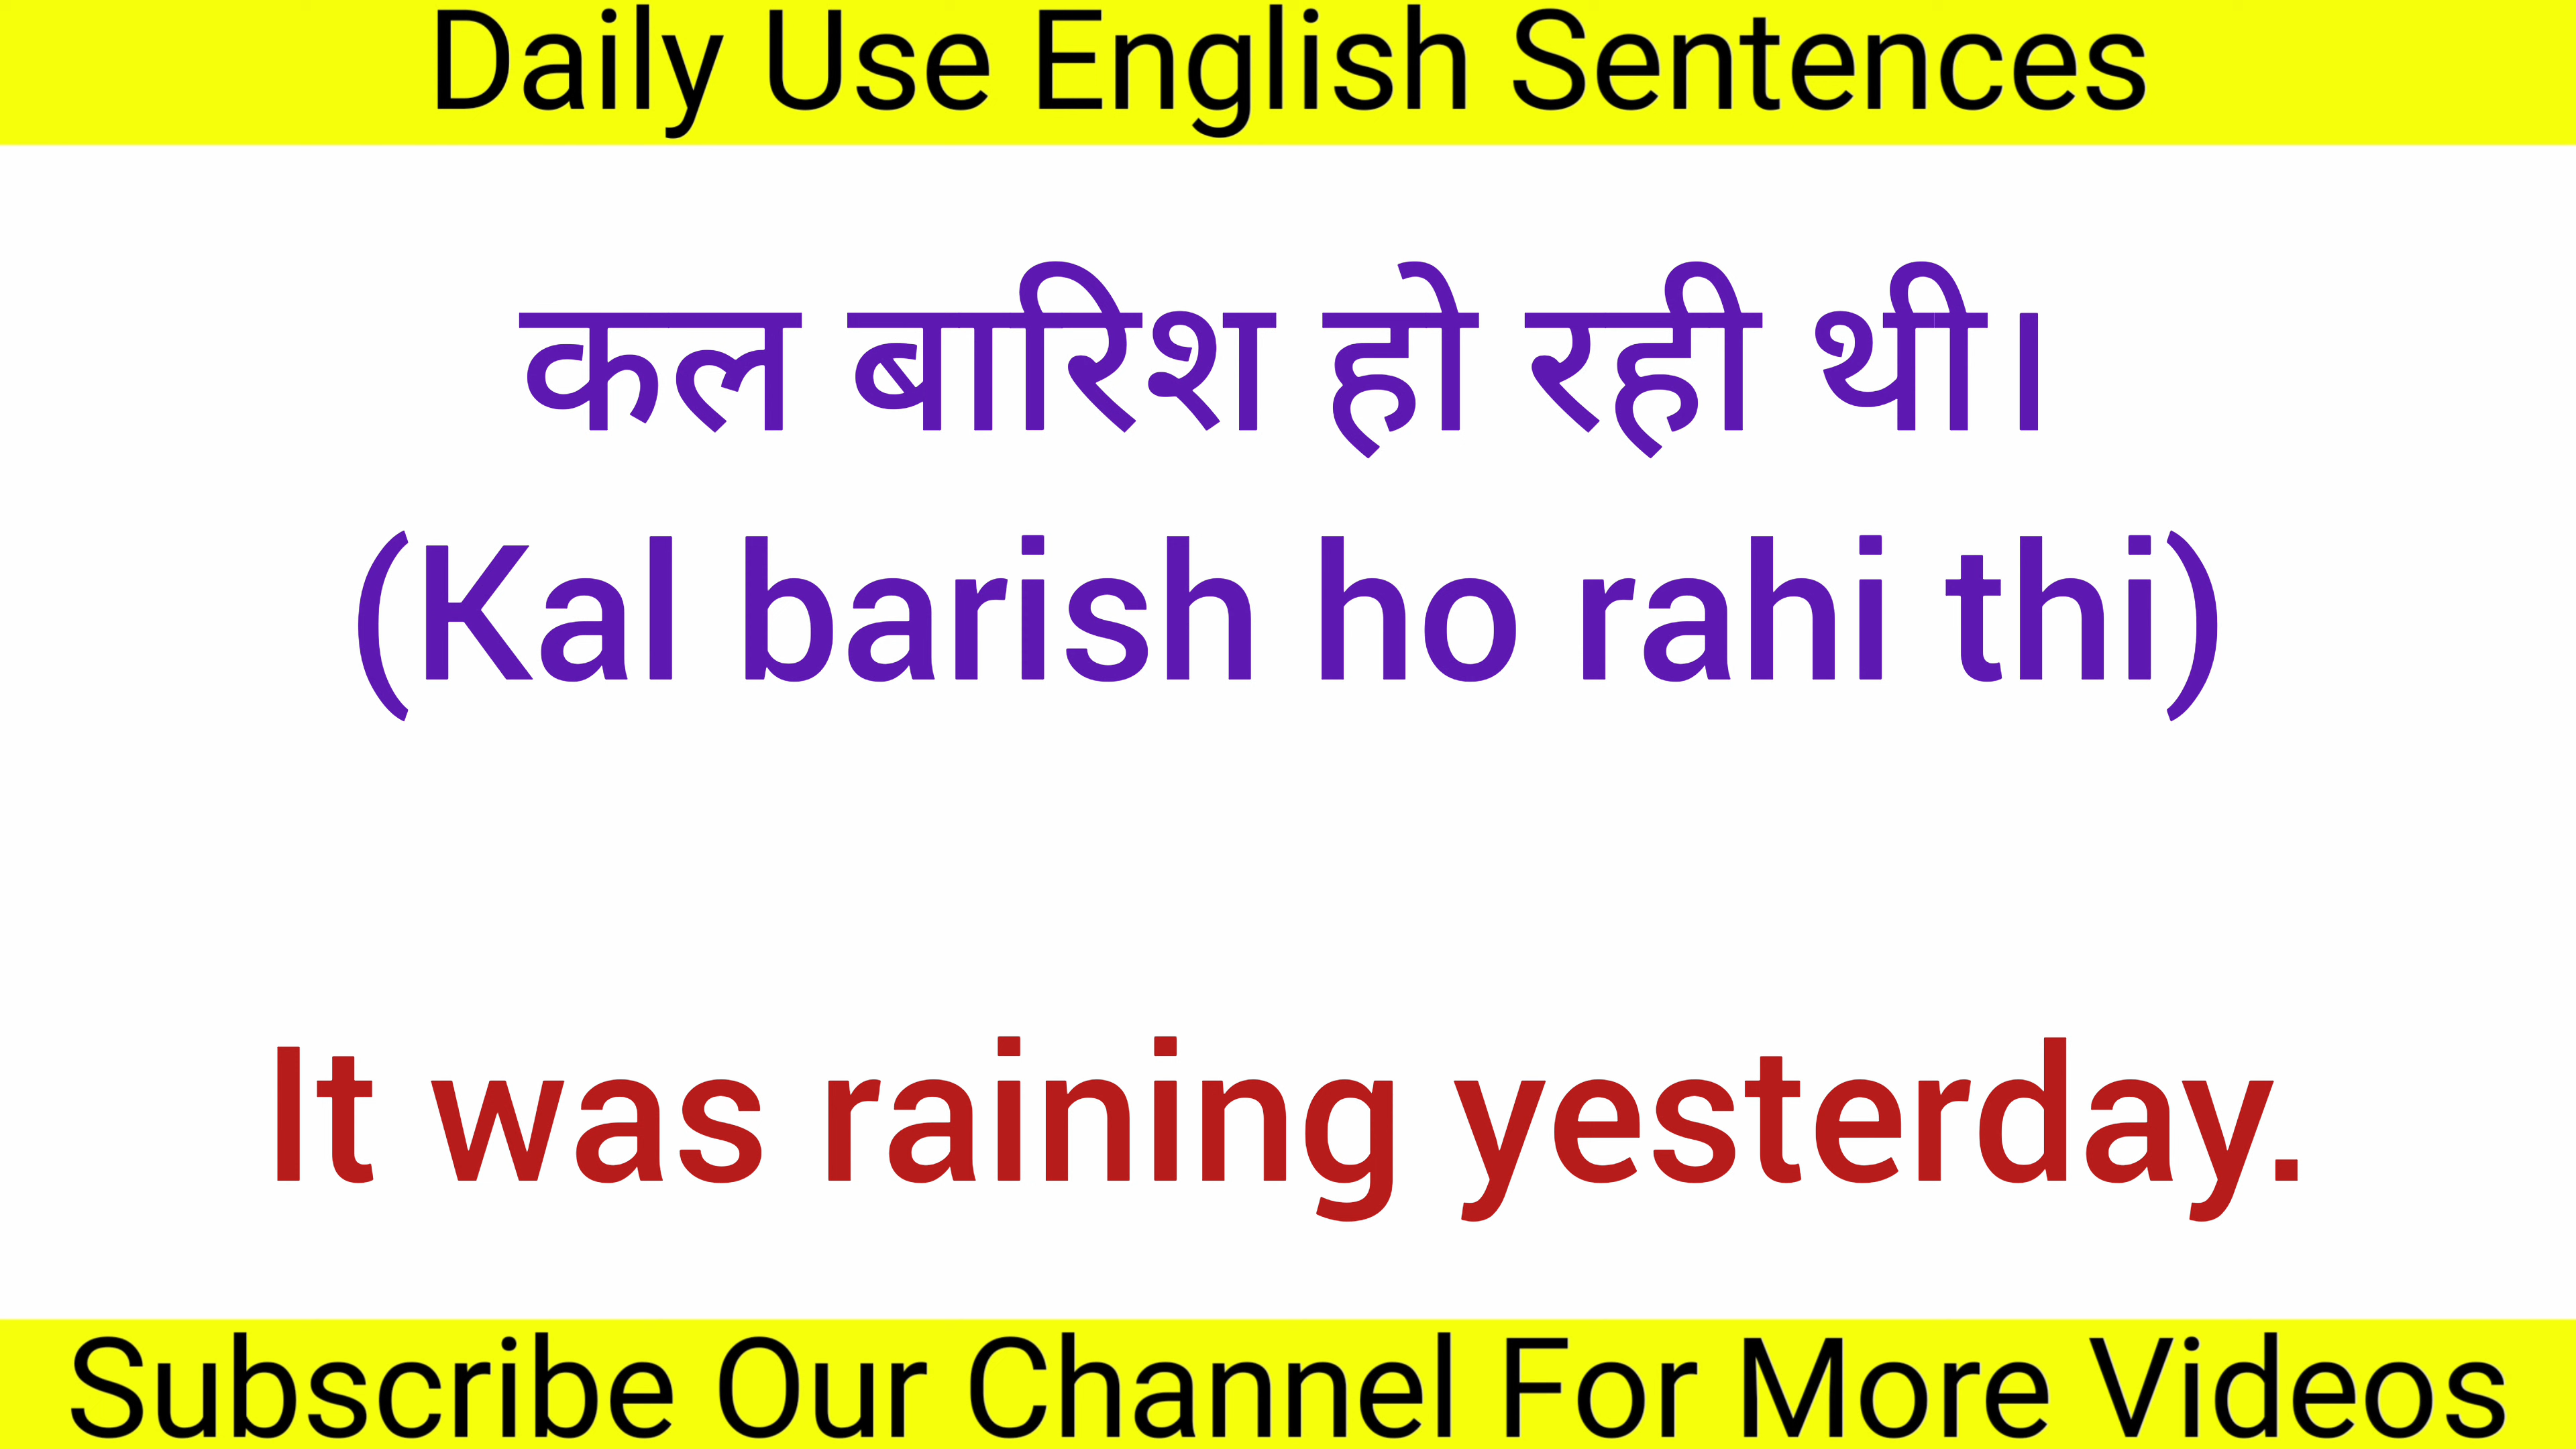 Daily Use English Sentences
कल बारिश हो रही थी।
(Kal barish ho rahi thi)
It was raining yesterday.
Subscribe Our Channel For More Videos